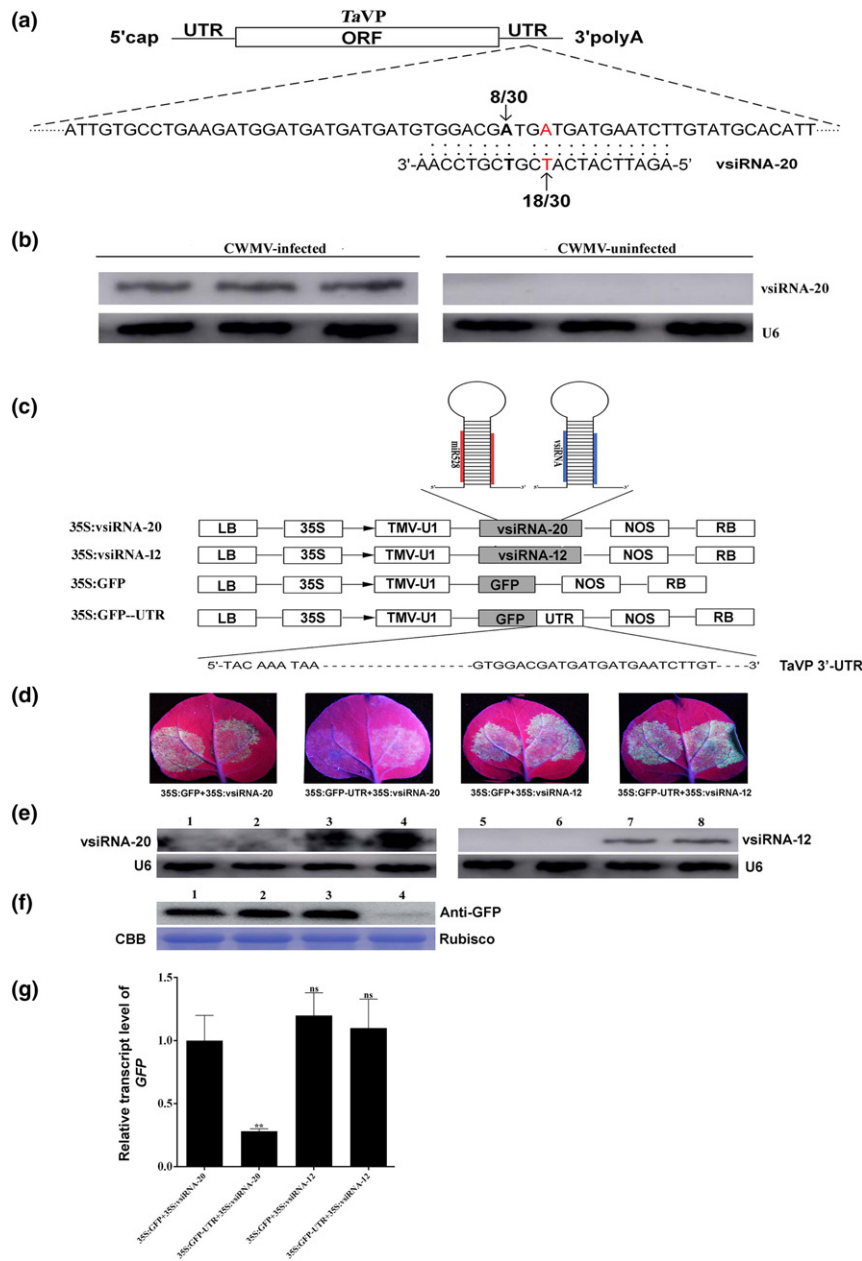 (a)
TaVP
5'cap UTR ORF UTR 3'polyA
8/30
ATTGTGCCTGAAGATGGATGATGATGATGATGTGGACGATGATGATGAATCTTGTATGCACATT
3'-AACCTGCTGCTACTACTTAGA-5' vsiRNA-20
18/30
(b)
CWMV-infected CWMV-uninfected
vsiRNA-20
U6
(c)
miR528 vsiRNA
5' 3' 5' 3'
35S:vsiRNA-20 LB 35S TMV-U1 vsiRNA-20 NOS RB
35S:vsiRNA-12 LB 35S TMV-U1 vsiRNA-12 NOS RB
35S:GFP LB 35S TMV-U1 GFP NOS RB
35S:GFP--UTR LB 35S TMV-U1 GFP UTR NOS RB
5'-TAC AAA TAA------------------------GTGGACGATGATGATGAATCTTGT----3' TaVP 3'-UTR
(d)
35S:GFP+35S:vsiRNA-20 35S:GFP-UTR+35S:vsiRNA-20 35S:GFP+35S:vsiRNA-12 35S:GFP-UTR+35S:vsiRNA-12
(e)
1 2 3 4 5 6 7 8
vsiRNA-20 vsiRNA-12
U6 U6
(f)
1 2 3 4
Anti-GFP
CBB Rubisco
(g)
Relative transcript level of
GFP
1.5
1.0
0.5
0.0
** ns ns
35S:GFP+35S:vsiRNA-20
35S:GFP-UTR+35S:vsiRNA-20
35S:GFP+35S:vsiRNA-12
35S:GFP-UTR+35S:vsiRNA-12